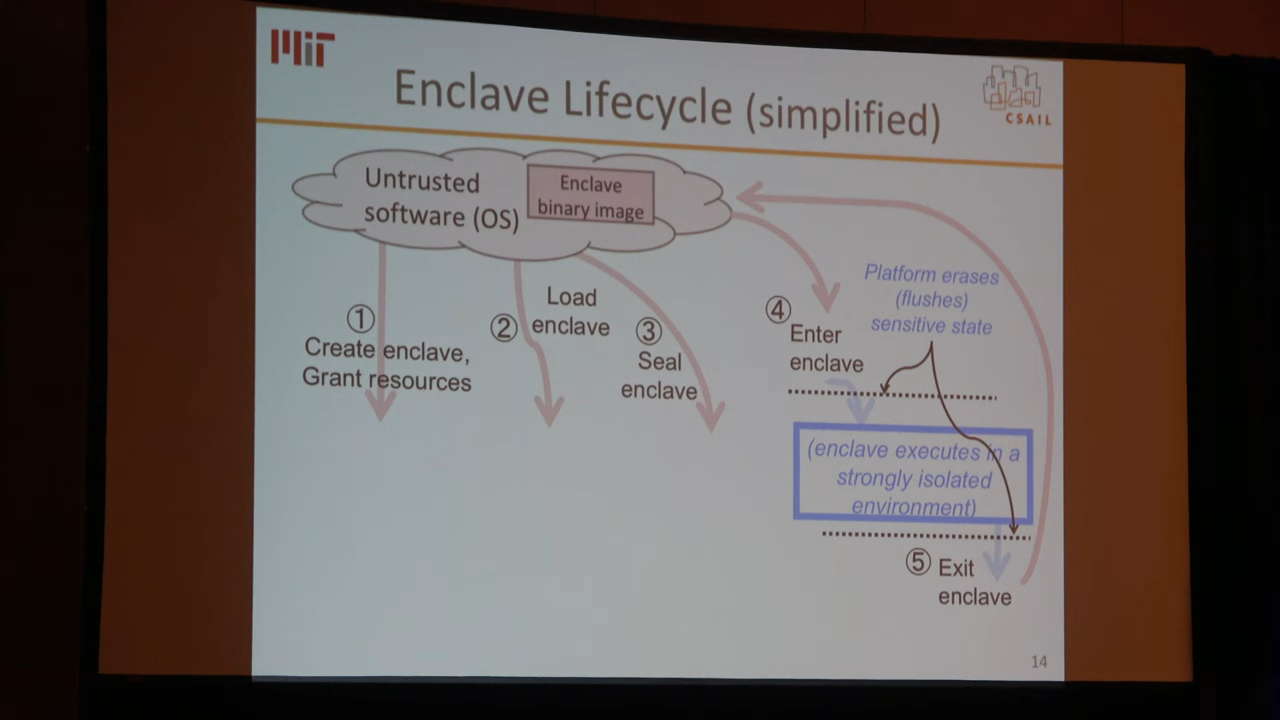 MIT
CSAIL
Enclave Lifecycle (simplified)
Untrusted
software (OS)
Enclave
binary image
①
Create enclave,
Grant resources
②
Load
enclave
③
Seal
enclave
④
Enter
enclave
Platform erases
(flushes)
sensitive state
(enclave executes in a
strongly isolated
environment)
⑤
Exit
enclave
14